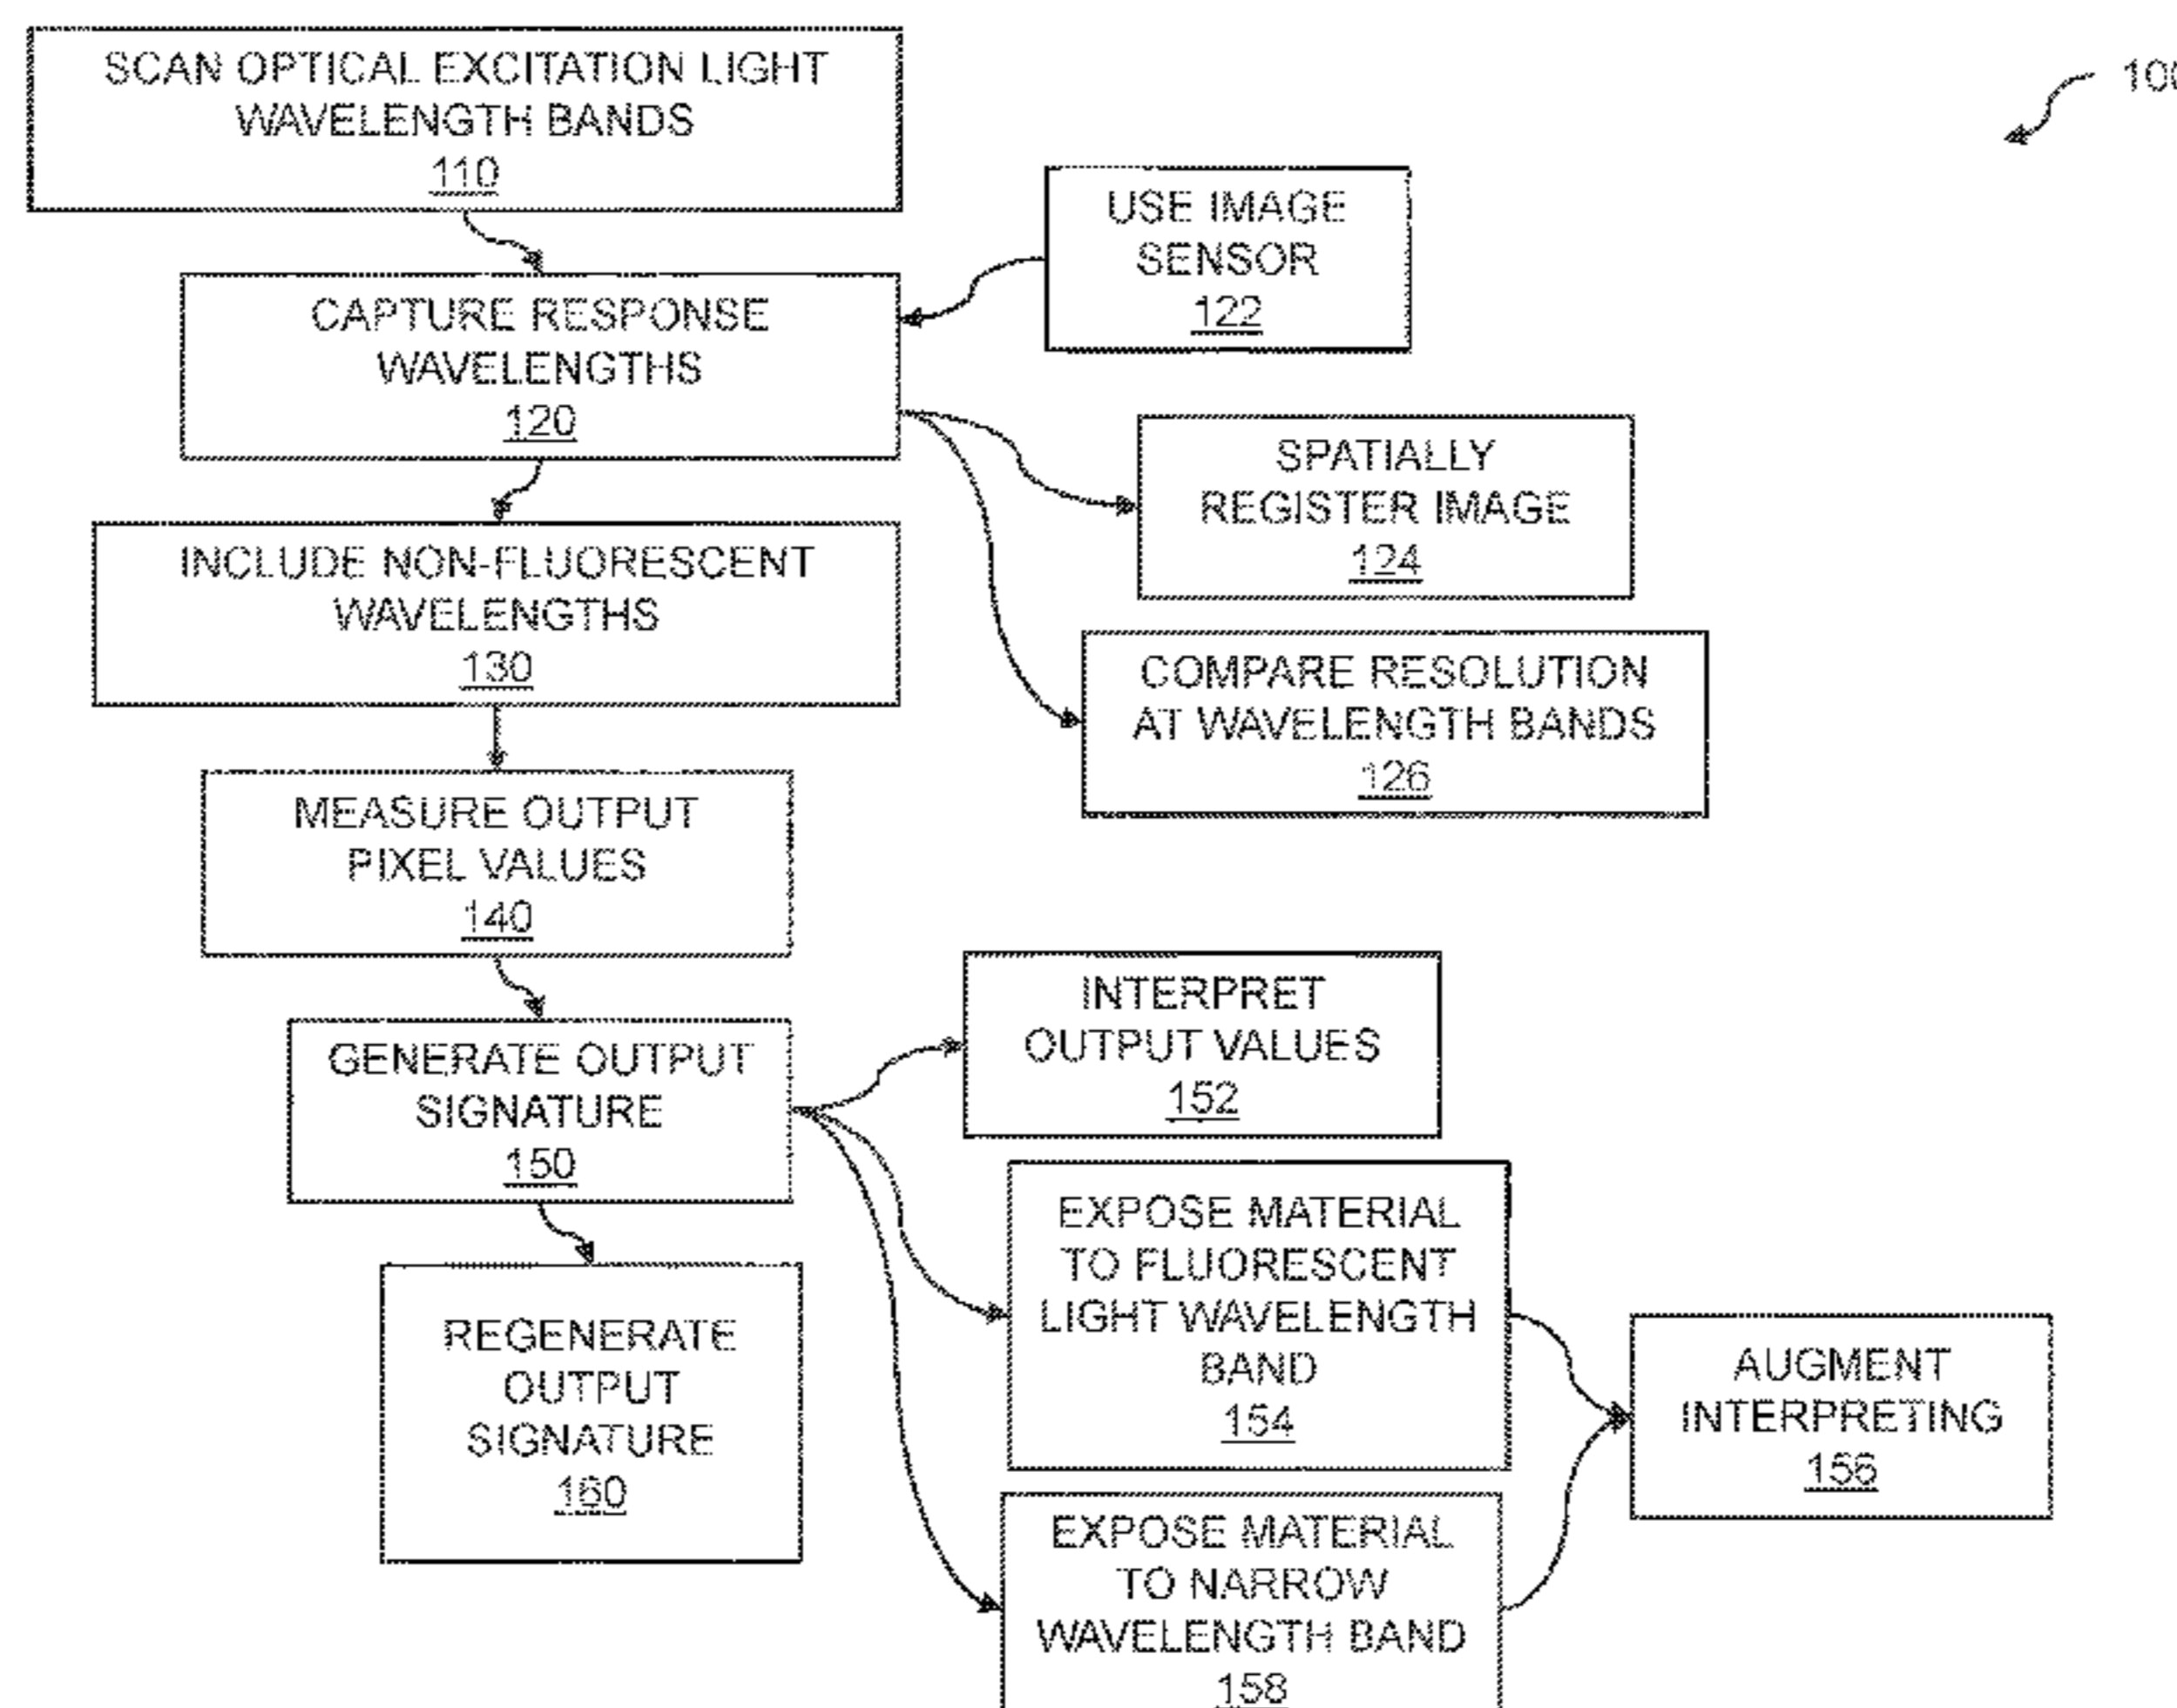 SCAN OPTICAL EXCITATION LIGHT
WAVELENGTH BANDS
110
100
USE IMAGE
SENSOR
122
CAPTURE RESPONSE
WAVELENGTHS
120
SPATIALLY
REGISTER IMAGE
124
INCLUDE NON-FLUORESCENT
WAVELENGTHS
130
COMPARE RESOLUTION
AT WAVELENGTH BANDS
126
MEASURE OUTPUT
PIXEL VALUES
140
INTERPRET
OUTPUT VALUES
152
GENERATE OUTPUT
SIGNATURE
150
EXPOSE MATERIAL
TO FLUORESCENT
LIGHT WAVELENGTH
BAND
154
REGENERATE
OUTPUT
SIGNATURE
160
AUGMENT
INTERPRETING
156
EXPOSE MATERIAL
TO NARROW
WAVELENGTH BAND
158